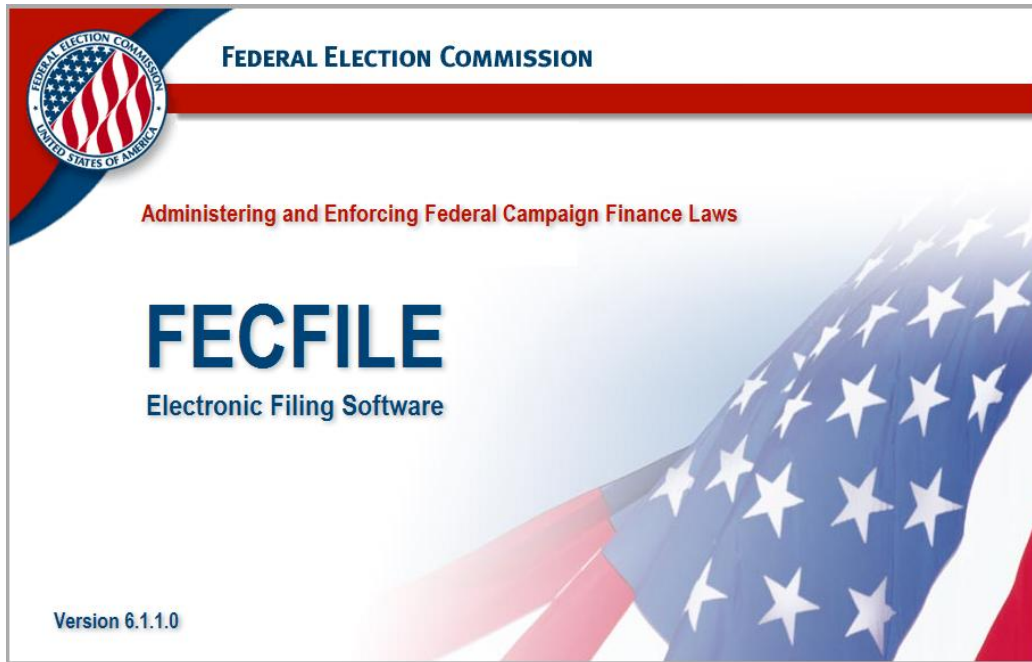 FEDERAL ELECTION COMMISSION
UNITED STATES OF AMERICA
FEDERAL ELECTION COMMISSION
Administering and Enforcing Federal Campaign Finance Laws
FECFILE
Electronic Filing Software
Version 6.1.1.0